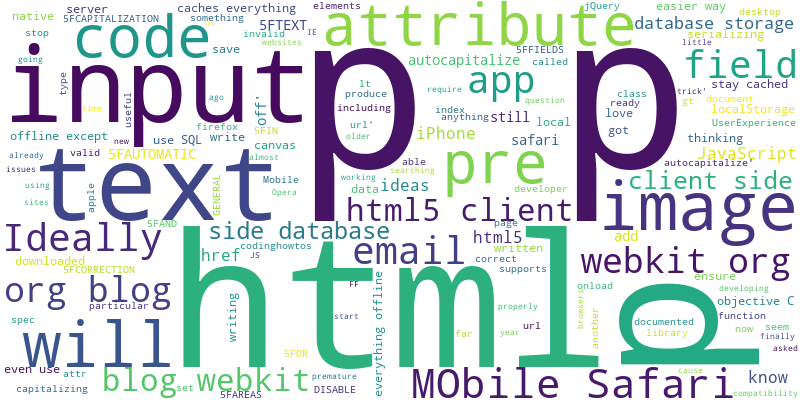 server caches everything elements jQuery easier way desktop
native 5FCAPITALIZATION something 5FTEXT attribute database storage
stop code save invalid IE 5FFIELDS called serializing
going websites autocapitalize little field
input p p
type off' lt produce app class trick' stay cached
time useful ago including require ready gt document localStorage
offline except use SQL firefox write url' index anything still local love UserExperience
new 5FIN older iPhone safari question got thinking
already valid 5FAUTOMATIC canvas almost able searching pre autocapitalize' JavaScript
issues text GENERAL Mobile working ideas developer client side
using apple Opera data
sites html5 client image
Ideally 5FAND side database page add
downloaded codinghowtos html5 written webkit org
5FCORRECTION href JS email correct supports ensure
org blog html FF onload objective C
particular writing everything offline properly browsers developing function
spec will start far url another documented now seem
year library finally
5FOR cause asked
even use attr blog webkit set premature MObile Safari d know
capitalizing 5FAREAS DISABLE compatibility